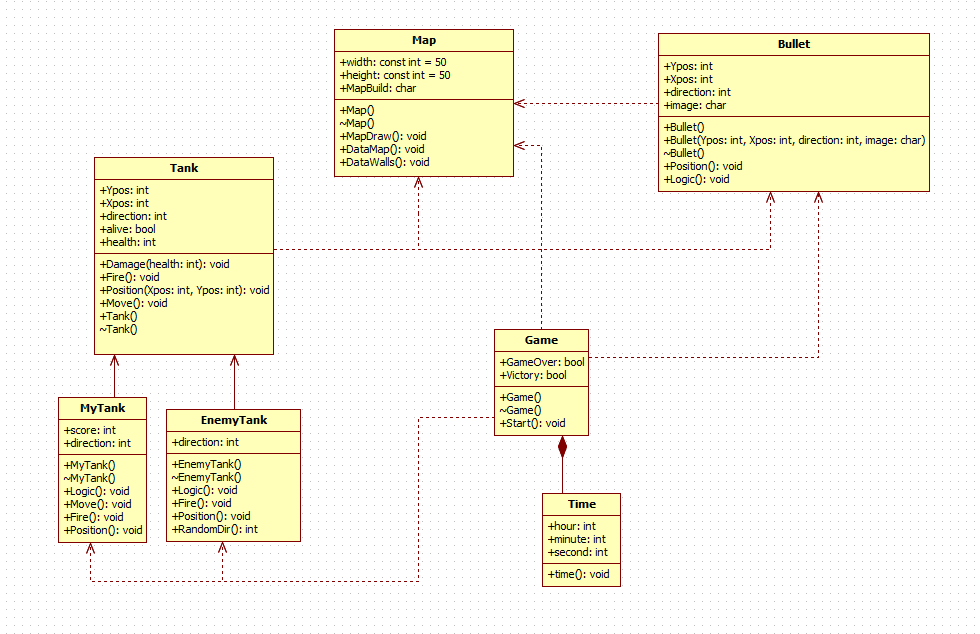 Map
+width: const int = 50
+height: const int = 50
+MapBuild: char
+Map()
~Map()
+MapDraw(): void
+DataMap(): void
+DataWalls(): void
Bullet
+Ypos: int
+Xpos: int
+direction: int
+image: char
+Bullet()
+Bullet(Ypos: int, Xpos: int, direction: int, image: char)
~Bullet()
+Position(): void
+Logic(): void
Tank
+Ypos: int
+Xpos: int
+direction: int
+alive: bool
+health: int
+Damage(health: int): void
+Fire(): void
+Position(Xpos: int, Ypos: int): void
+Move(): void
+Tank()
~Tank()
Game
+GameOver: bool
+Victory: bool
+Game()
~Game()
+Start(): void
MyTank
+score: int
+direction: int
+MyTank()
~MyTank()
+Logic(): void
+Move(): void
+Fire(): void
+Position(): void
EnemyTank
+direction: int
+EnemyTank()
~EnemyTank()
+Logic(): void
+Fire(): void
+Position(): void
+RandomDir(): int
Time
+hour: int
+minute: int
+second: int
+time(): void